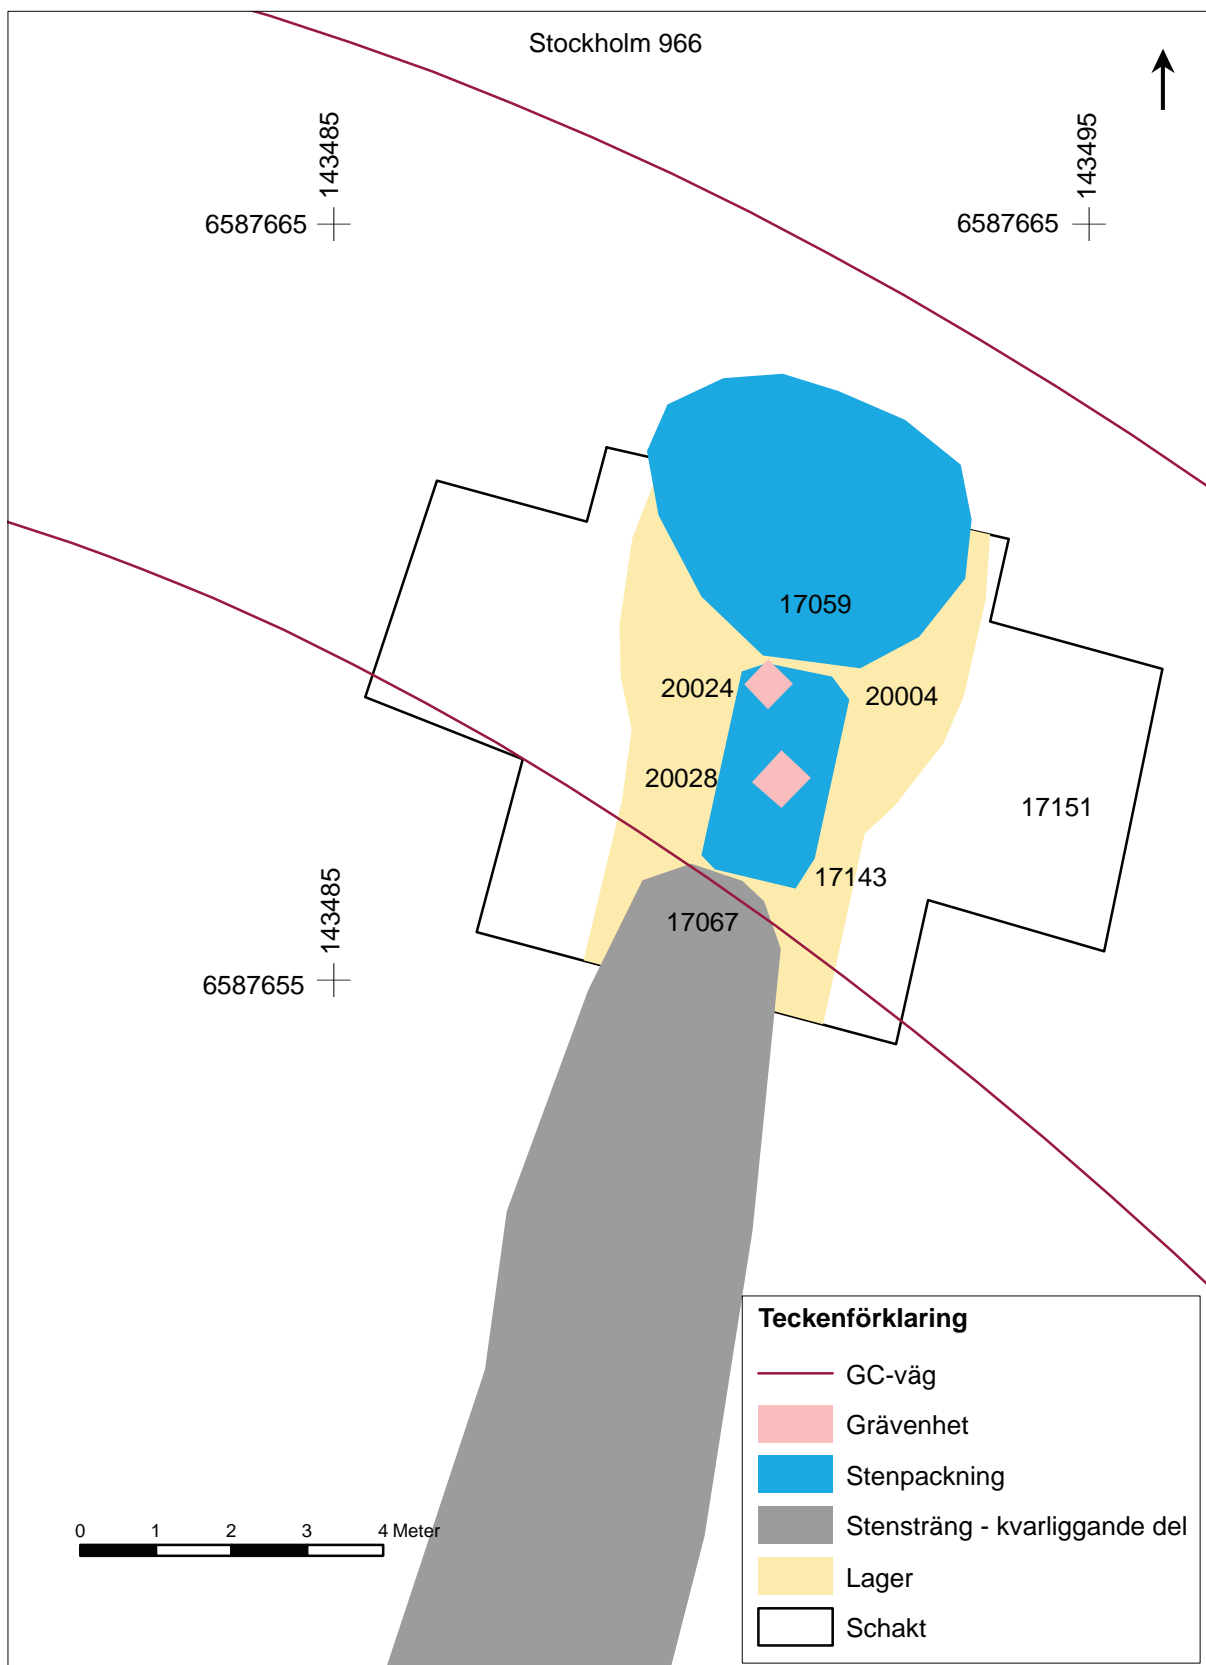 Stockholm 966
143485
143495
6587665
6587665
17059
20024
20004
20028
17151
17143
143485
17067
6587655
Teckenförklaring
GC-väg
Grävenhet
Stenpackning
Stensträng - kvarliggande del
Lager
Schakt
0 1 2 3 4 Meter